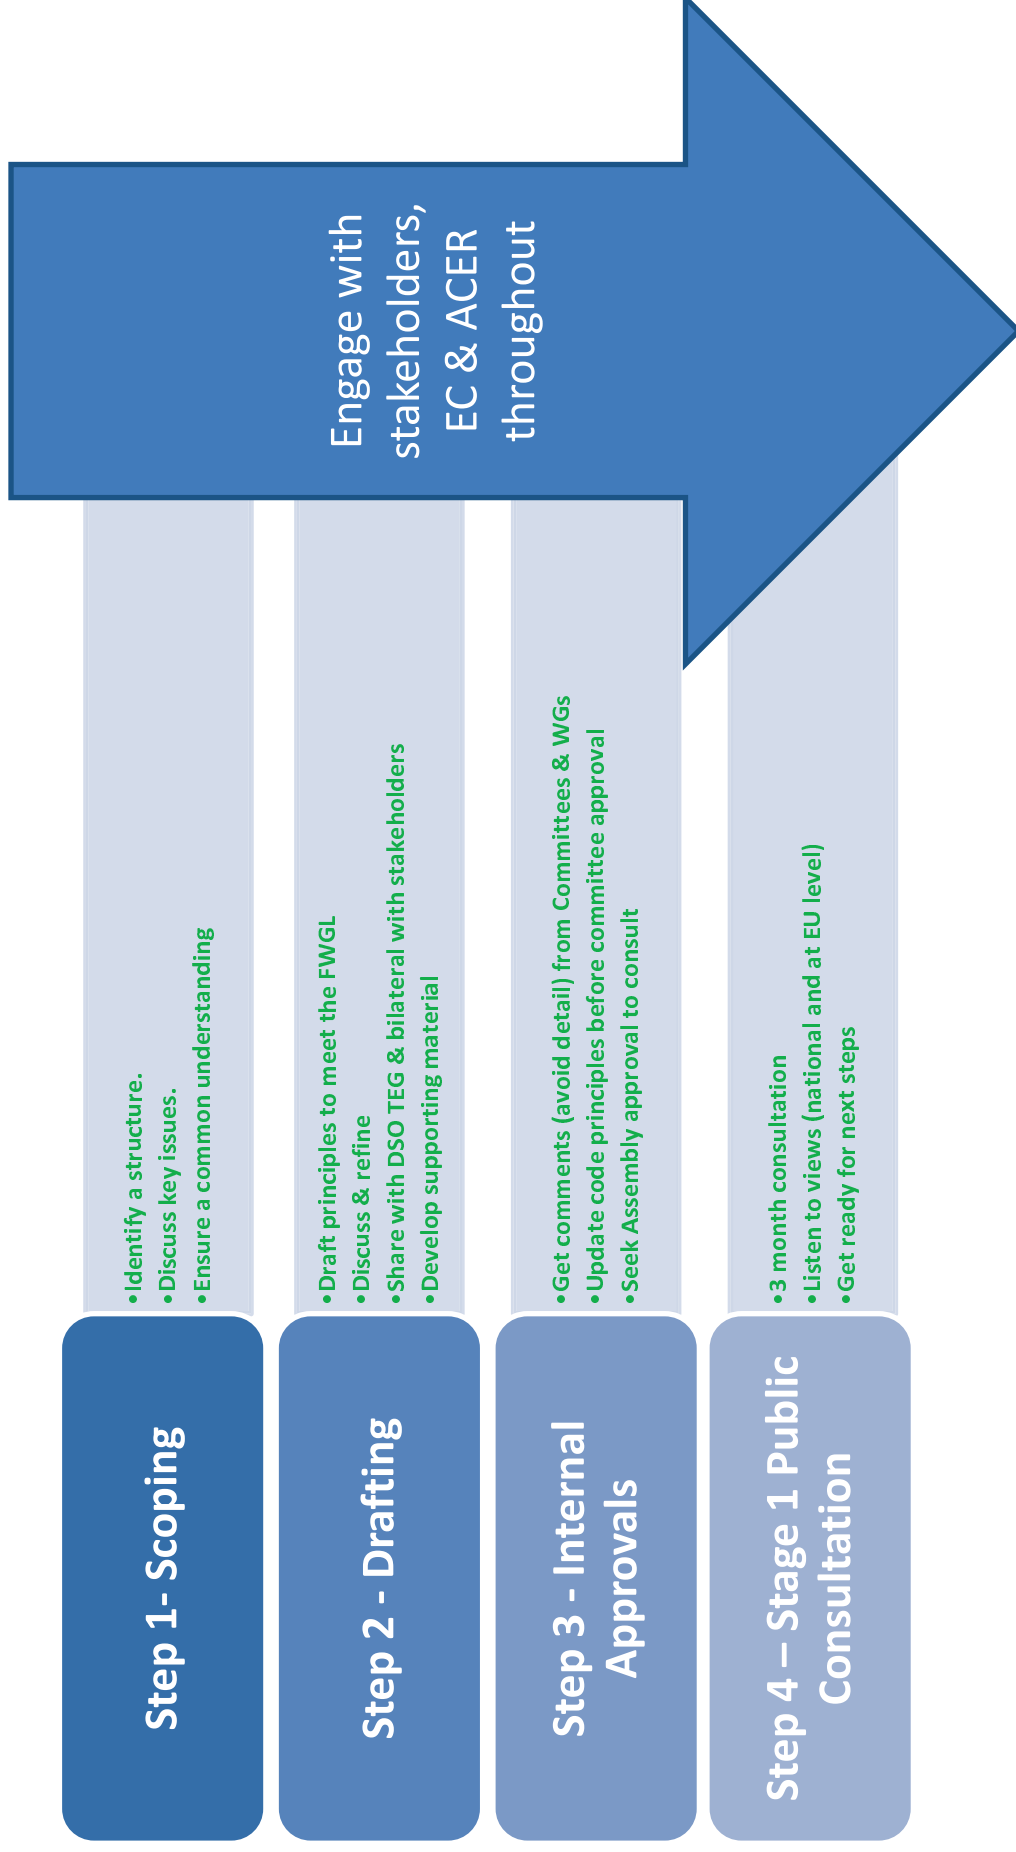 Step 1- Scoping
•Identify a structure.
•Discuss key issues.
•Ensure a common understanding
Step 2 - Drafting
•Draft principles to meet the FWGL
•Discuss & refine
•Share with DSO TEG & bilateral with stakeholders
•Develop supporting material
Step 3 - Internal
Approvals
•Get comments (avoid detail) from Committees & WGs
•Update code principles before committee approval
•Seek Assembly approval to consult
Step 4 – Stage 1 Public
Consultation
•3 month consultation
•Listen to views (national and at EU level)
•Get ready for next steps
Engage with
stakeholders,
EC & ACER
throughout